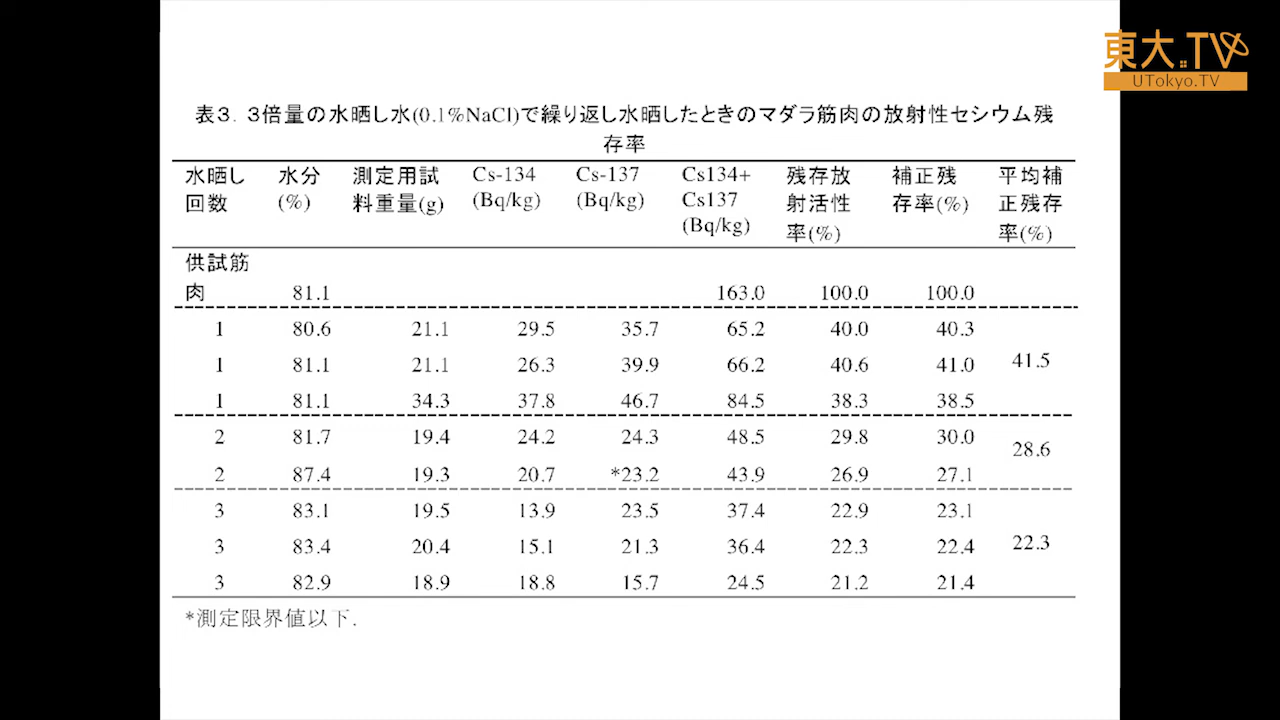 東大.TV
UTokyo.TV
表３．３倍量の水晒し水(0.1%NaCl)で繰り返し水晒ししたときのマダラ筋肉の放射性セシウム残
存率
水晒し回数 水分(%) 測定用試料重量(g) Cs-134(Bq/kg) Cs-137(Bq/kg) Cs134+Cs137(Bq/kg) 残存放射活性率(%) 補正残存率(%) 平均補正残存率(%)
供試筋肉 81.1 163.0 100.0 100.0
1 80.6 21.1 29.5 35.7 65.2 40.0 40.3
1 81.1 21.1 26.3 39.9 66.2 40.6 41.0 41.5
1 81.1 34.3 37.8 46.7 84.5 38.3 38.5
2 81.7 19.4 24.2 24.3 48.5 29.8 30.0 28.6
2 87.4 19.3 20.7 *23.2 43.9 26.9 27.1
3 83.1 19.5 13.9 23.5 37.4 22.9 23.1
3 83.4 20.4 15.1 21.3 36.4 22.3 22.4 22.3
3 82.9 18.9 18.8 15.7 24.5 21.2 21.4
*測定限界値以下.